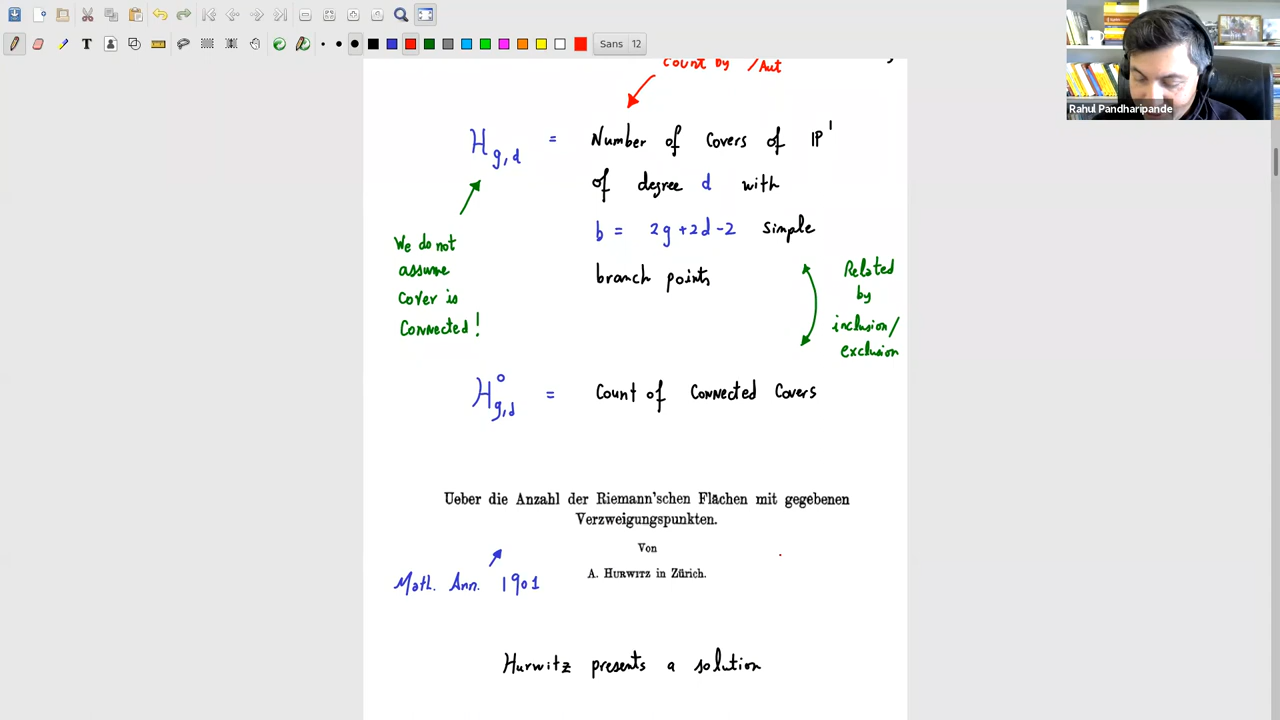 Sans 12
Rahul Pandharipande
Count by 1/Aut
H g,d = Number of Covers of IP¹
of degree d with
b = 2g+2d-2 simple
branch points
We do not
assume
Cover is
Connected!
Related
by
inclusion/
exclusion
H° g,d = Count of Connected Covers
Ueber die Anzahl der Riemann'schen Flächen mit gegebenen
Verzweigungspunkten.
Von
A. HURWITZ in Zürich.
Math. Ann. 1901
Hurwitz presents a solution